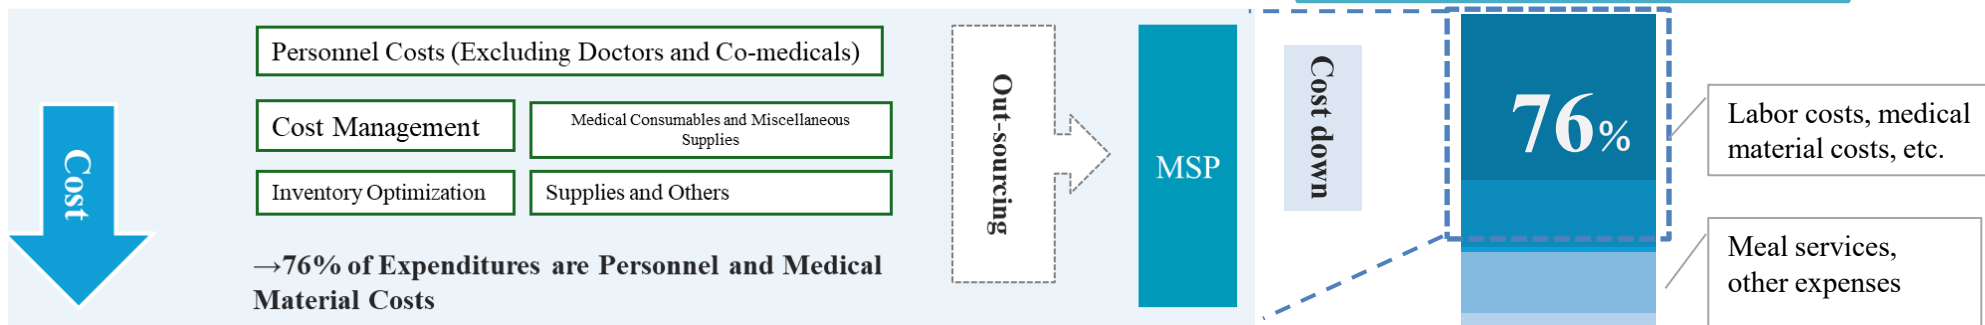 Personnel Costs (Excluding Doctors and Co-medicals)
Cost Management
Medical Consumables and Miscellaneous
Supplies
Inventory Optimization
Supplies and Others
Cost
→76% of Expenditures are Personnel and Medical
Material Costs
Out-sourcing
MSP
Cost down
76%
Labor costs, medical
material costs, etc.
Meal services,
other expenses